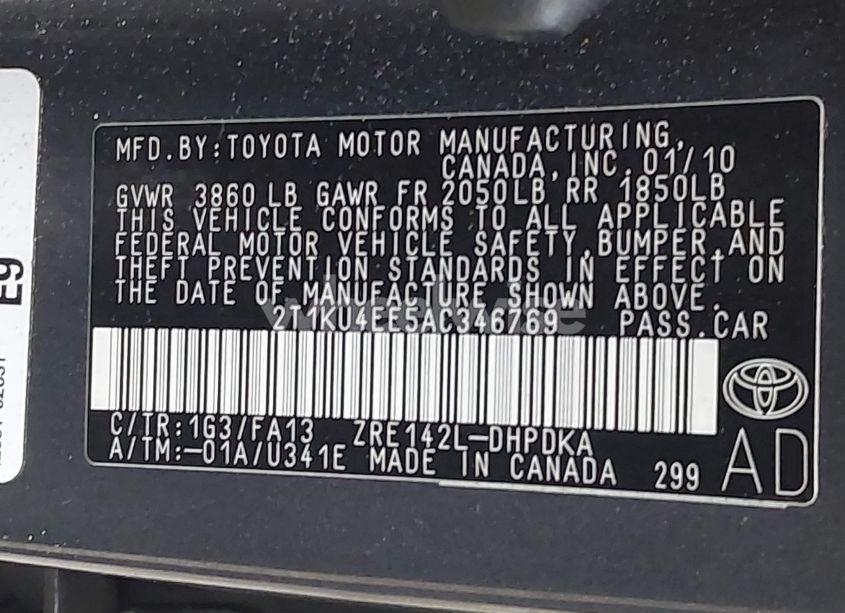 MFD.BY:TOYOTA MOTOR MANUFACTURING,
CANADA,INC. 01/10
GVWR 3860 LB GAWR FR 2050LB RR 1850LB
THIS VEHICLE CONFORMS TO ALL APPLICABLE
FEDERAL MOTOR VEHICLE SAFETY,BUMPER,AND
THEFT PREVENTION STANDARDS IN EFFECT ON
THE DATE OF MANUFACTURE SHOWN ABOVE.
2T1KU4EE5AC346769 PASS.CAR
C/TR:1G3/FA13 ZRE142L-DHPDKA
A/TM:-01A/U341E MADE IN CANADA 299 AD
E9